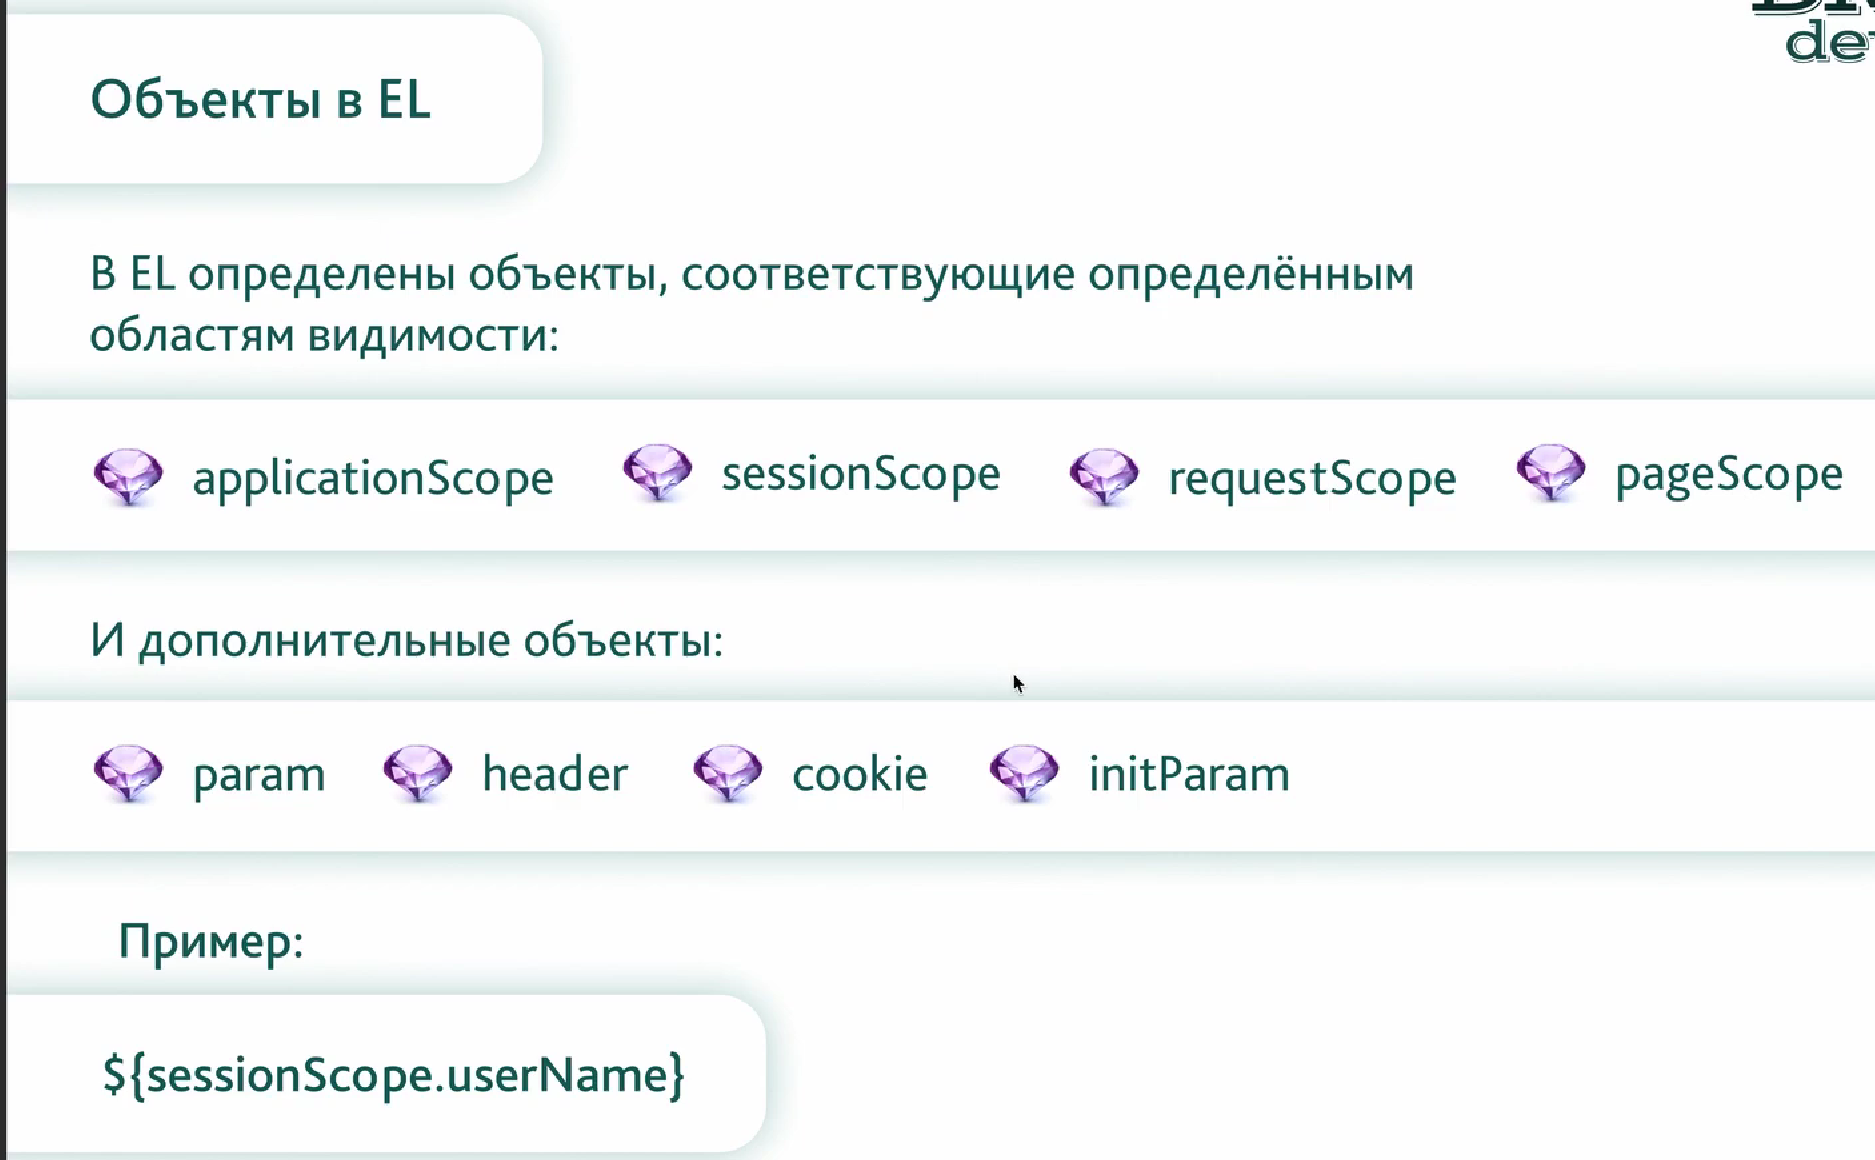 Объекты в EL
В EL определены объекты, соответствующие определённым
областям видимости:
applicationScope sessionScope requestScope pageScope
И дополнительные объекты:
param header cookie initParam
Пример:
${sessionScope.userName}